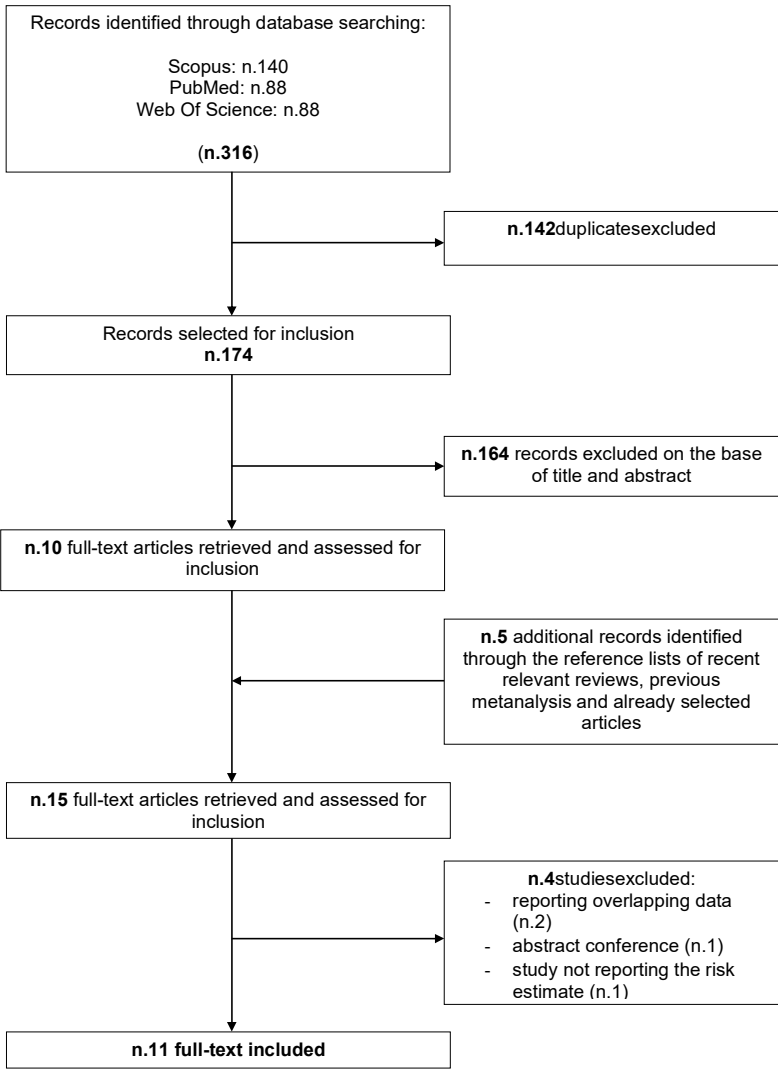 Records identified through database searching:
Scopus: n.140
PubMed: n.88
Web Of Science: n.88
(n.316)
n.142duplicatesexcluded
Records selected for inclusion
n.174
n.164 records excluded on the base
of title and abstract
n.10 full-text articles retrieved and assessed for
inclusion
n.5 additional records identified
through the reference lists of recent
relevant reviews, previous
metanalysis and already selected
articles
n.15 full-text articles retrieved and assessed for
inclusion
n.4studiesexcluded:
- reporting overlapping data
(n.2)
- abstract conference (n.1)
- study not reporting the risk
estimate (n.1)
n.11 full-text included